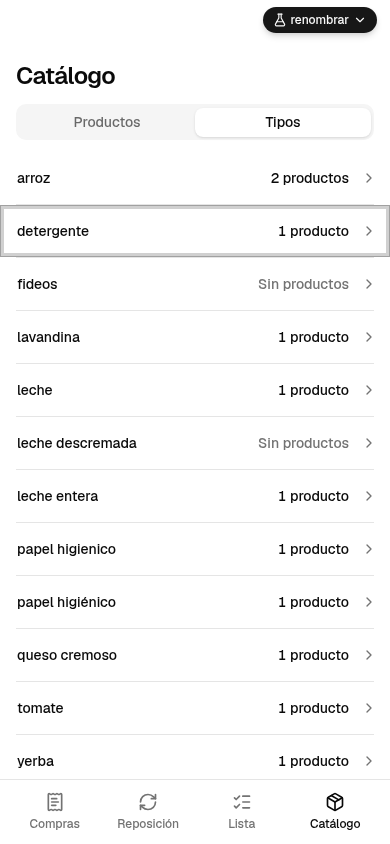 renombrar
Catálogo
Productos Tipos
arroz 2 productos
detergente 1 producto
fideos Sin productos
lavandina 1 producto
leche 1 producto
leche descremada Sin productos
leche entera 1 producto
papel higienico 1 producto
papel higiénico 1 producto
queso cremoso 1 producto
tomate 1 producto
yerba 1 producto
Compras Reposición Lista Catálogo